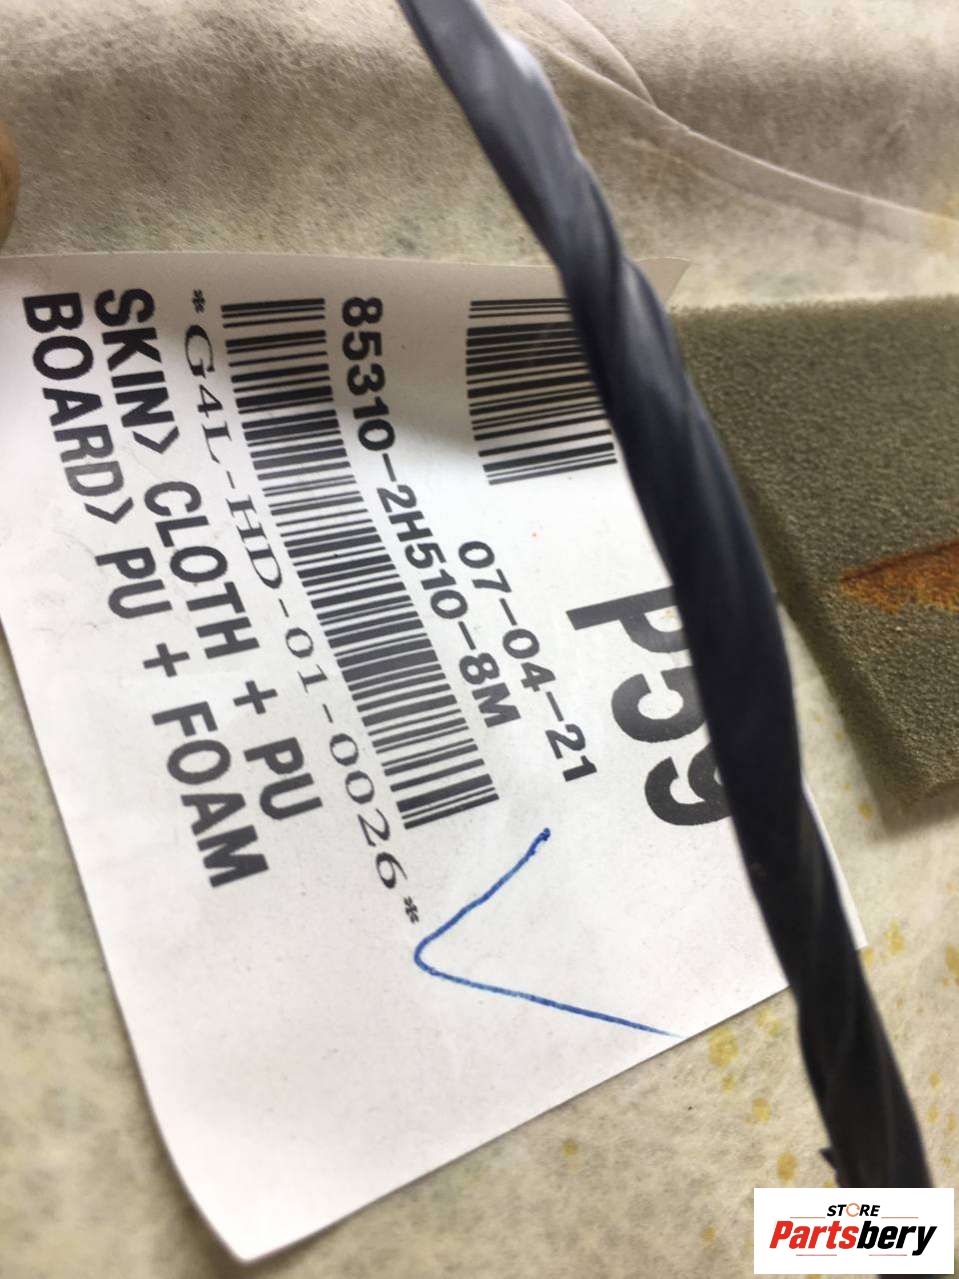 P59
07-04-21
85310-2H510-8M
*G4L-HD-01-0026*
SKIN> CLOTH + PU
BOARD> PU + FOAM
STORE
Partsbery